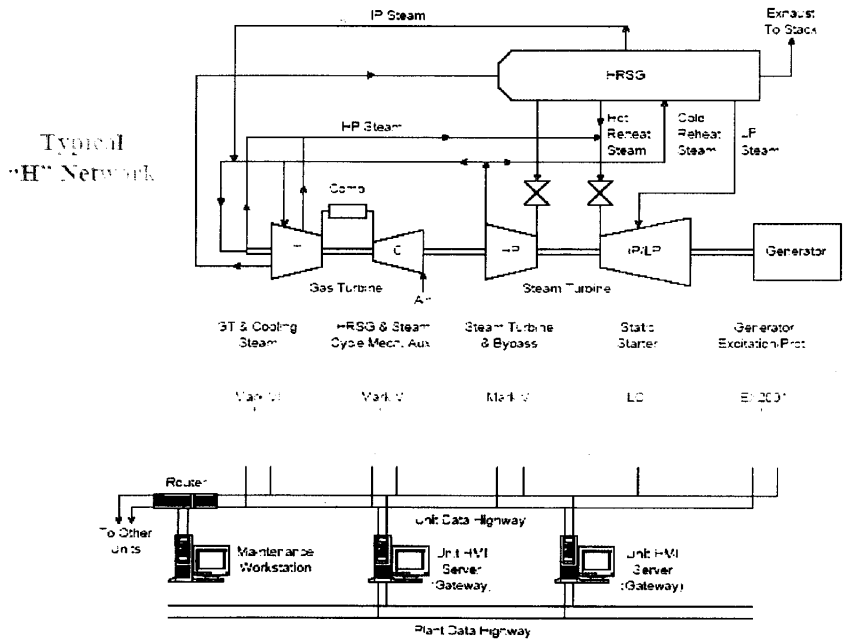 IP Steam
Exhaust
To Stack
HRSG
Typical
"H" Network
HP Steam
Hot
Reheat
Steam
Cold
Reheat
Steam
LP
Steam
Comb
T
C
HP
IP/LP
Generator
Gas Turbine
Air
Steam Turbine
GT & Cooling
Steam
HRSG & Steam
Cycle Mech. Aux
Steam Turbine
& Bypass
Static
Starter
Generator
Excitation/Prot
Mark VI
Mark V
Mark V
Router
To Other
Units
Unit Data Highway
Maintenance
Workstation
Unit HMI
Server
(Gateway)
Unit HMI
Server
(Gateway)
Plant Data Highway